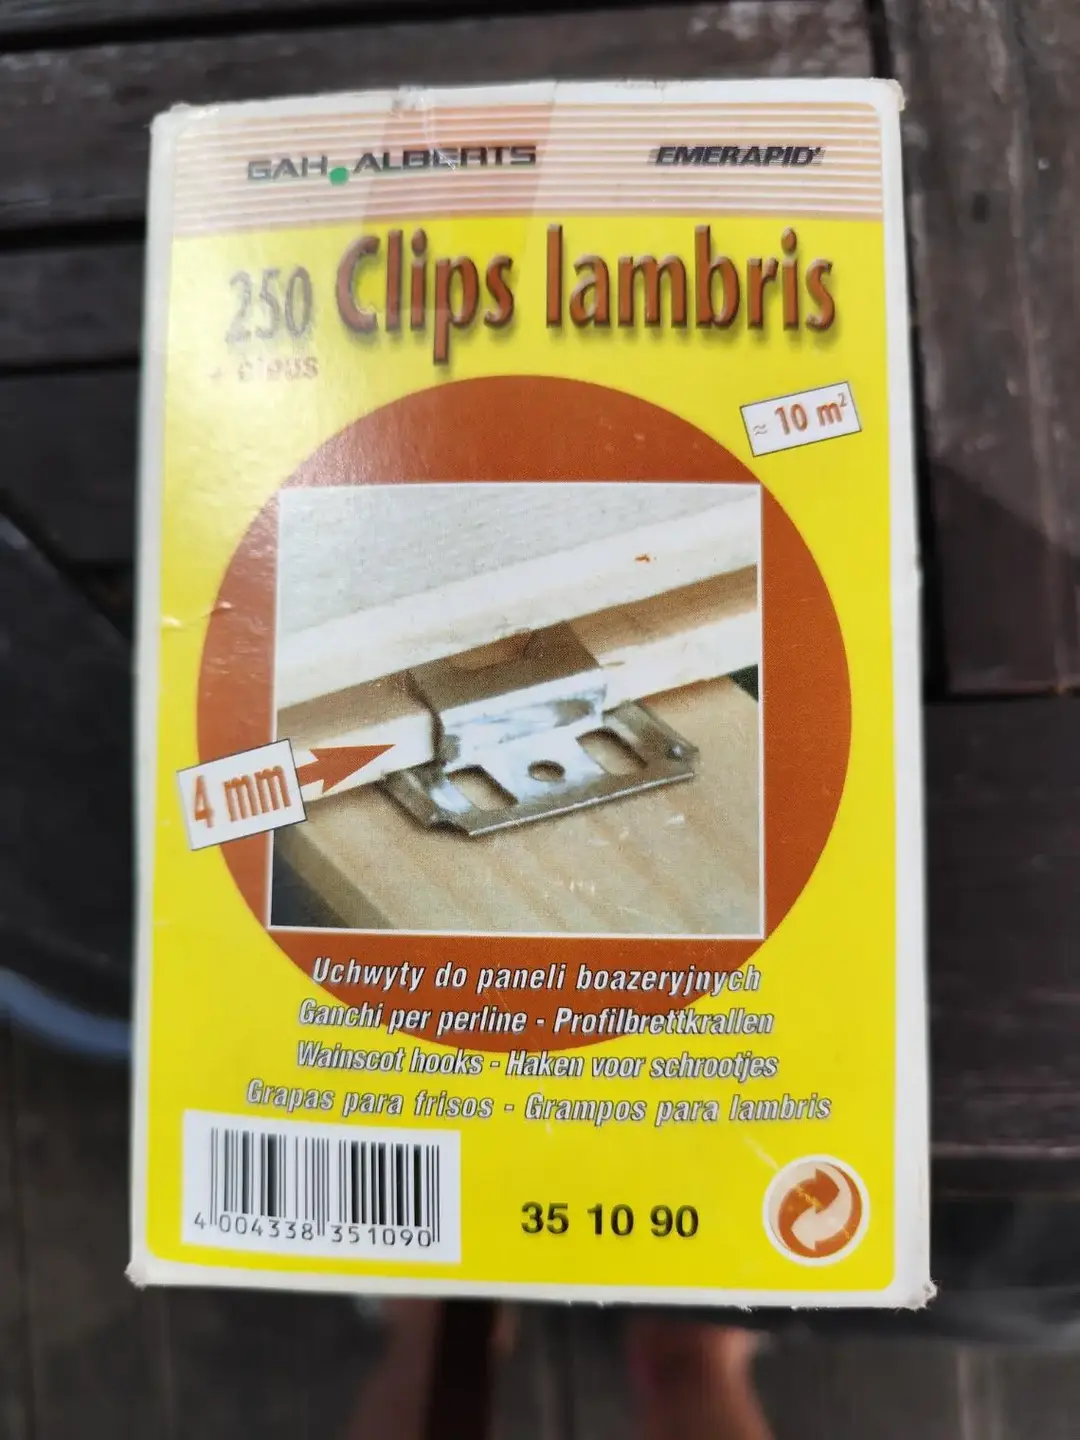 GAH.ALBERTS
EMERAPID
250 Clips lambris
+ clous
≈ 10 m²
4 mm
Uchwyty do paneli boazeryjnych
Ganchi per perline - Profilbrettkrallen
Wainscot hooks - Haken voor schrootjes
Grapas para frisos - Grampos para lambris
4 004338 351090
35 10 90